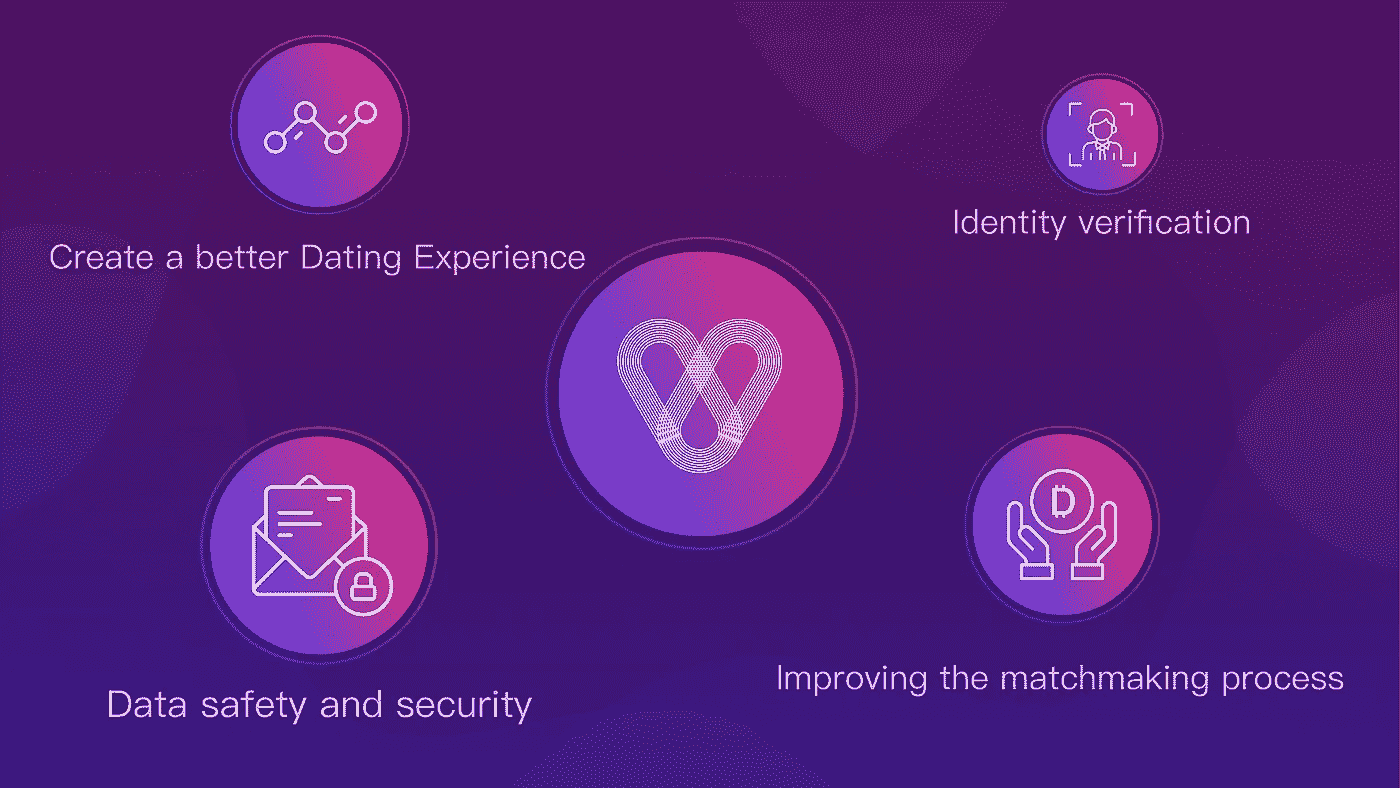 Identity verification
Create a better Dating Experience
D
Improving the matchmaking process
Data safety and security